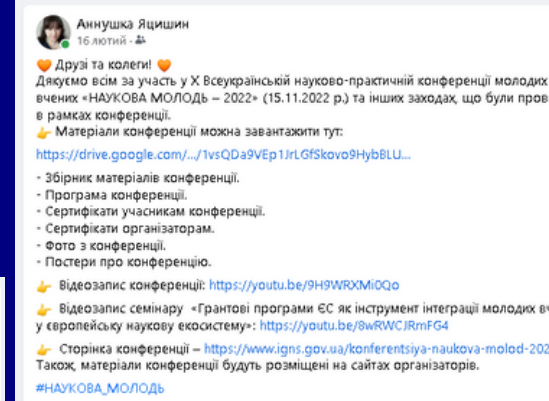 Аннушка Яцишин
16 лютий ·
Друзі та колеги!
Дякуємо всім за участь у X Всеукраїнській науково-практичній конференції молодих
вчених «НАУКОВА МОЛОДЬ – 2022» (15.11.2022 р.) та інших заходах, що були пров
в рамках конференції.
Матеріали конференції можна завантажити тут:
https://drive.google.com/.../1vsQDa9VEp1JrLGfSkovo9HybBLU...
- Збірник матеріалів конференції.
- Програма конференції.
- Сертифікати учасникам конференції.
- Сертифікати організаторам.
- Фото з конференції.
- Постери про конференцію.
Відеозапис конференції: https://youtu.be/9H9WRXMi0Qo
Відеозапис семінару «Грантові програми ЄС як інструмент інтеграції молодих вч
у європейську наукову екосистему»: https://youtu.be/8wRWCJRmFG4
Сторінка конференції – https://www.igns.gov.ua/konferentsiya-naukova-molod-202
Також, матеріали конференції будуть розміщені на сайтах організаторів.
#НАУКОВА_МОЛОДЬ